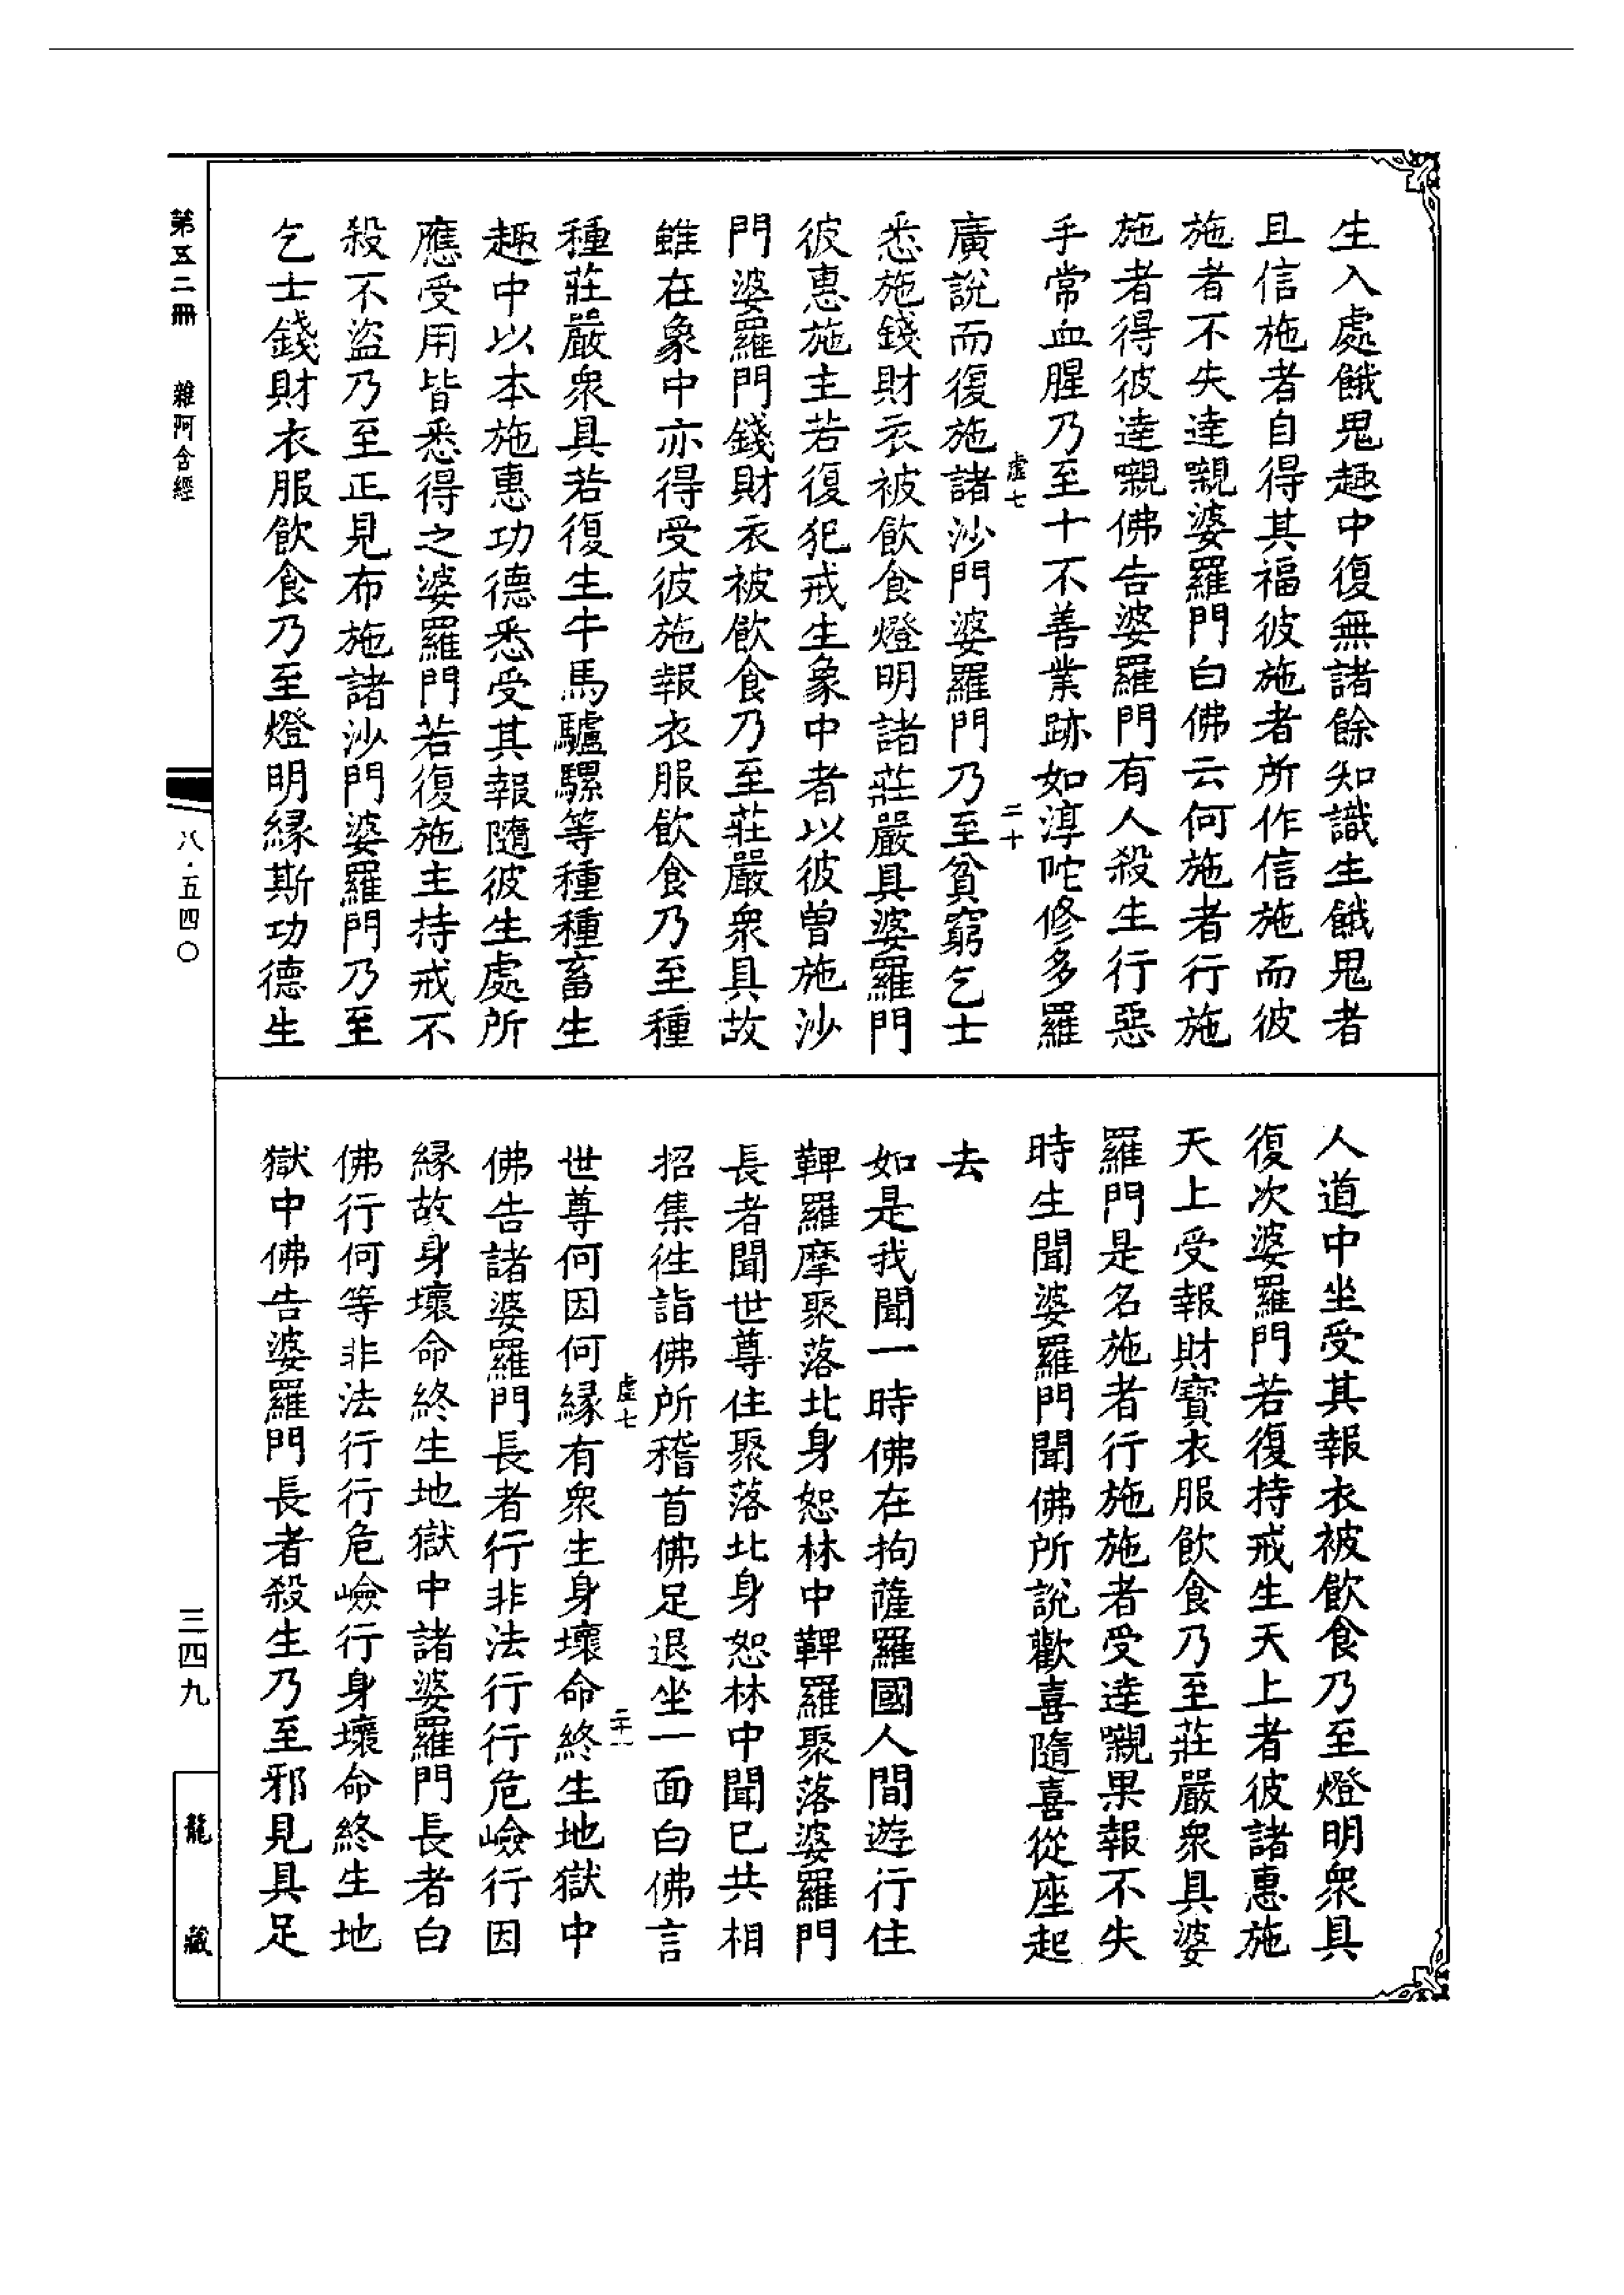 生入處餓鬼趣中復無諸餘知識生餓鬼者
且信施者自得其福彼施者所作信施而彼
施者不失達嚫婆羅門白佛云何施者行施
施者得彼達嚫佛告婆羅門有人殺生行惡
手常血腥乃至十不善業跡如淳陀修多羅
虛七
二十
廣說而復施諸沙門婆羅門乃至貧窮乞士
悉施錢財衣被飲食燈明諸莊嚴具婆羅門
彼惠施主若復犯戒生象中者以彼曾施沙
門婆羅門錢財衣被飲食乃至莊嚴衆具故
雖在象中亦得受彼施報衣服飲食乃至種
種莊嚴衆具若復生牛馬驢騾等種種畜生
趣中以本施惠功德悉受其報隨彼生處所
應受用皆悉得之婆羅門若復施主持戒不
殺不盜乃至正見布施諸沙門婆羅門乃至
乞士錢財衣服飲食乃至燈明緣斯功德生
人道中坐受其報衣被飲食乃至燈明衆具
復次婆羅門若復持戒生天上者彼諸惠施
天上受報財寶衣服飲食乃至莊嚴衆具婆
羅門是名施者行施施者受達嚫果報不失
時生聞婆羅門聞佛所說歡喜隨喜從座起
去
如是我聞一時佛在拘薩羅國人間遊行住
鞞羅摩聚落北身恕林中鞞羅聚落婆羅門
長者聞世尊住聚落北身恕林中聞已共相
招集往詣佛所稽首佛足退坐一面白佛言
虛七
二十一
世尊何因何緣有衆生身壞命終生地獄中
佛告諸婆羅門長者行非法行行危嶮行因
緣故身壞命終生地獄中諸婆羅門長者白
佛行何等非法行行危嶮行身壞命終生地
獄中佛告婆羅門長者殺生乃至邪見具足
第五二冊　雜阿含經
八·五四〇
三四九
龍藏